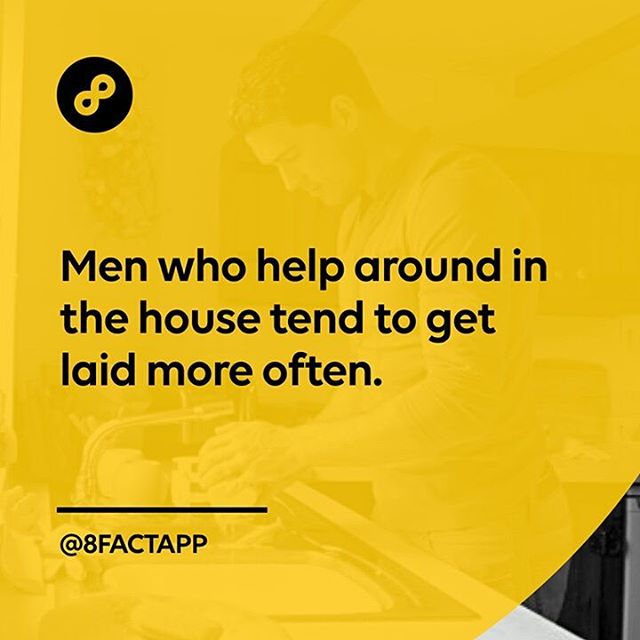 Men who help around in
the house tend to get
laid more often.
@8FACTAPP